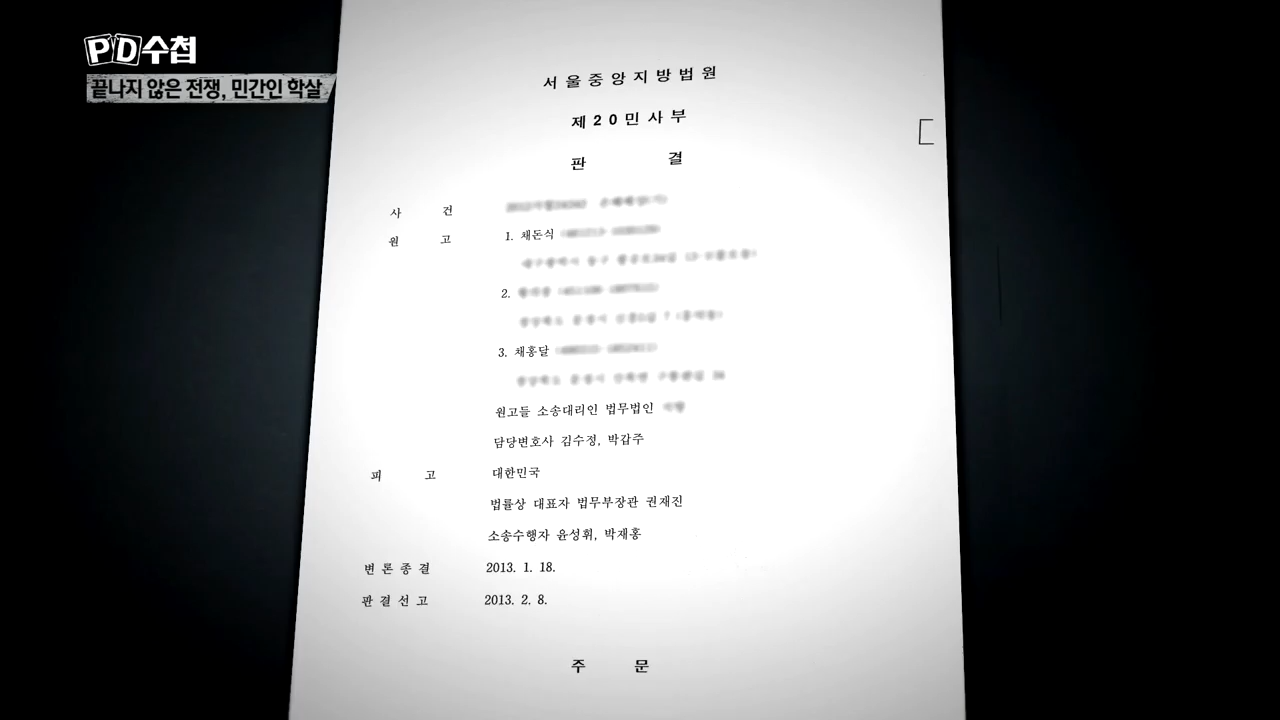 PD수첩
끝나지 않은 전쟁, 민간인 학살
서울중앙지방법원
제20민사부
판 결
사 건
원 고 1. 채돈식
2.
3. 채홍달
원고들 소송대리인 법무법인
담당변호사 김수정, 박갑주
피 고 대한민국
법률상 대표자 법무부장관 권재진
소송수행자 윤성휘, 박재홍
변론종결 2013. 1. 18.
판결선고 2013. 2. 8.
주 문